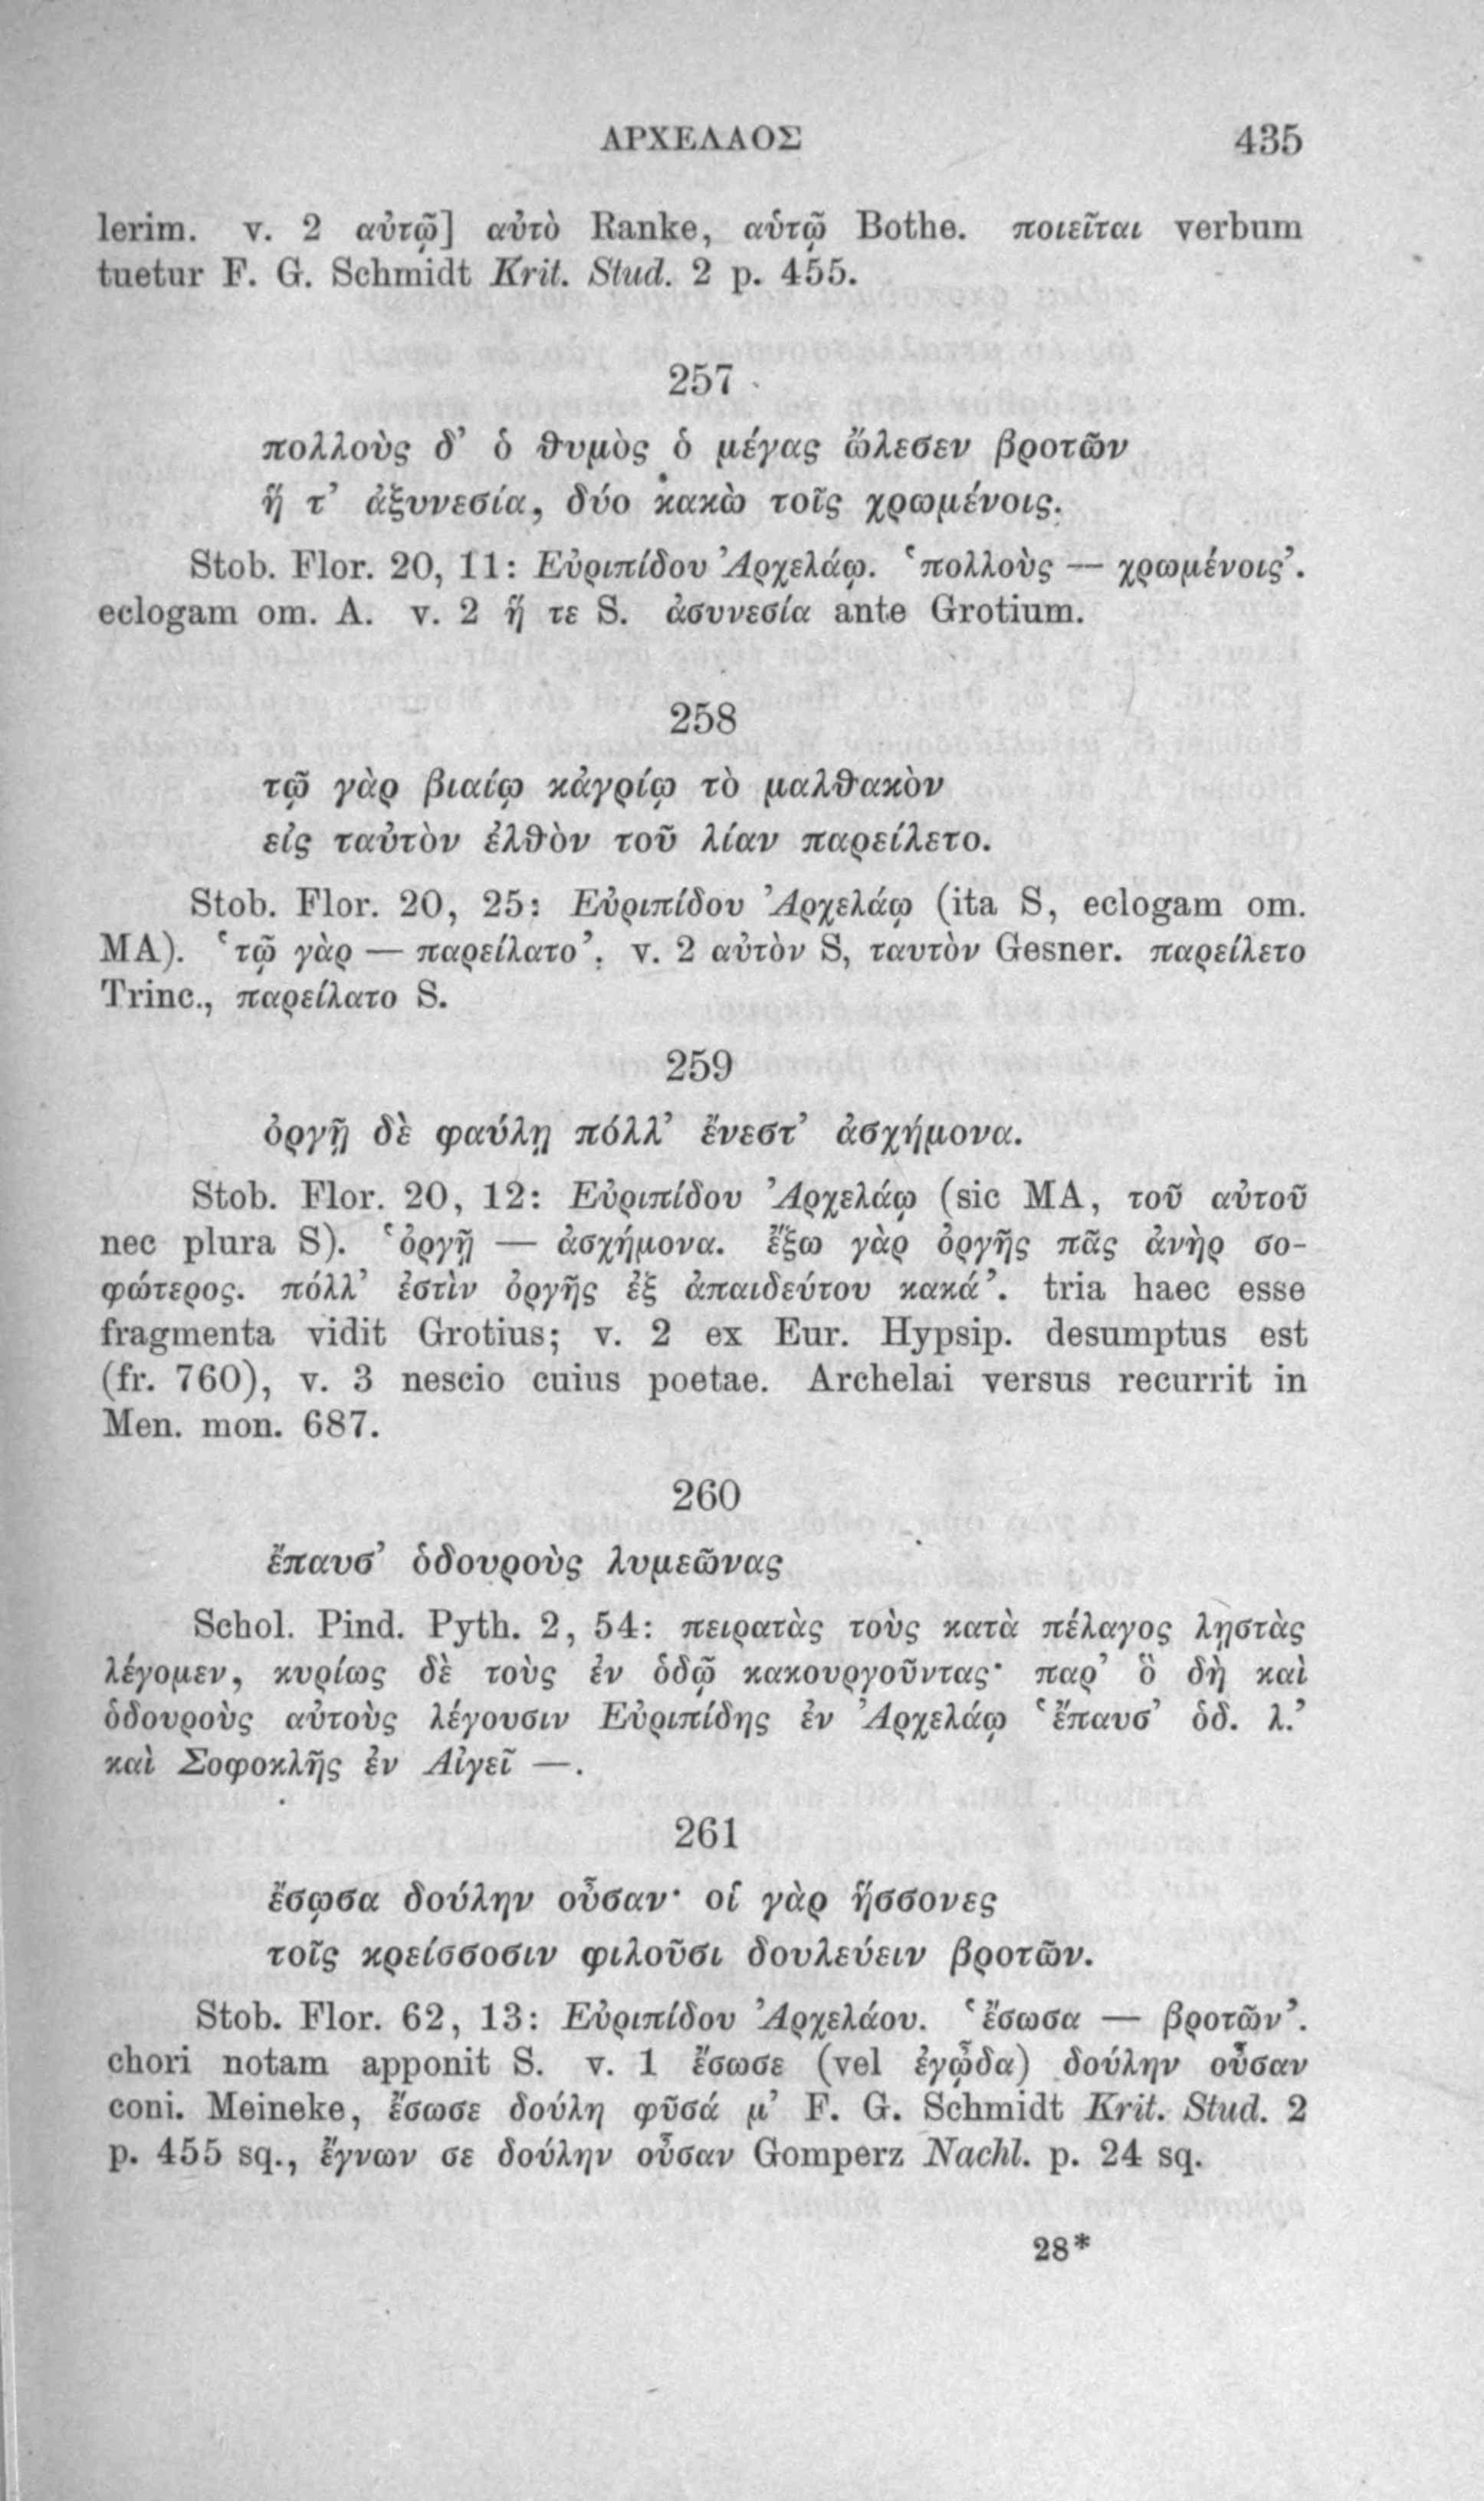 ΑΡΧΕΛΑΟΣ 435
lerim. v. 2 αὐτῷ] αὐτὸ Ranke, αὑτῷ Bothe. ποιεῖται verbum
tuetur F. G. Schmidt Krit. Stud. 2 p. 455.
257
πολλοὺς δ’ ὁ θυμὸς ὁ μέγας ὤλεσεν βροτῶν
ἥ τ’ ἀξυνεσία, δύο κακὼ τοῖς χρωμένοις.
Stob. Flor. 20, 11: Εὐριπίδου Ἀρχελάῳ. ‘πολλοὺς — χρωμένοις’.
eclogam om. A. v. 2 ἥ τε S. ἀσυνεσία ante Grotium.
258
τῷ γὰρ βιαίῳ κἀγρίῳ τὸ μαλθακὸν
εἰς ταὐτὸν ἐλθὸν τοῦ λίαν παρείλετο.
Stob. Flor. 20, 25: Εὐριπίδου Ἀρχελάῳ (ita S, eclogam om.
MA). ‘τῷ γὰρ — παρείλατο’. v. 2 αὐτὸν S, ταυτὸν Gesner. παρείλετο
Trinc., παρείλατο S.
259
ὀργῇ δὲ φαύλῃ πόλλ’ ἔνεστ’ ἀσχήμονα.
Stob. Flor. 20, 12: Εὐριπίδου Ἀρχελάῳ (sic MA, τοῦ αὐτοῦ
nec plura S). ‘ὀργῇ — ἀσχήμονα. ἔξω γὰρ ὀργῆς πᾶς ἀνὴρ σο-
φώτερος. πόλλ’ ἐστὶν ὀργῆς ἐξ ἀπαιδεύτου κακά’. tria haec esse
fragmenta vidit Grotius; v. 2 ex Eur. Hypsip. desumptus est
(fr. 760), v. 3 nescio cuius poetae. Archelai versus recurrit in
Men. mon. 687.
260
ἔπαυσ’ ὁδουροὺς λυμεῶνας
Schol. Pind. Pyth. 2, 54: πειρατὰς τοὺς κατὰ πέλαγος λῃστὰς
λέγομεν, κυρίως δὲ τοὺς ἐν ὁδῷ κακουργοῦντας· παρ’ ὃ δὴ καὶ
ὁδουροὺς αὐτοὺς λέγουσιν Εὐριπίδης ἐν Ἀρχελάῳ ‘ἔπαυσ’ ὁδ. λ.’
καὶ Σοφοκλῆς ἐν Αἰγεῖ —.
261
ἔσῳσα δούλην οὖσαν· οἱ γὰρ ἥσσονες
τοῖς κρείσσοσιν φιλοῦσι δουλεύειν βροτῶν.
Stob. Flor. 62, 13: Εὐριπίδου Ἀρχελάου. ‘ἔσωσα — βροτῶν’.
chori notam apponit S. v. 1 ἔσωσε (vel ἐγᾦδα) δούλην οὖσαν
coni. Meineke, ἔσωσε δούλη φῦσά μ’ F. G. Schmidt Krit. Stud. 2
p. 455 sq., ἔγνων σε δούλην οὖσαν Gomperz Nachl. p. 24 sq.
28*